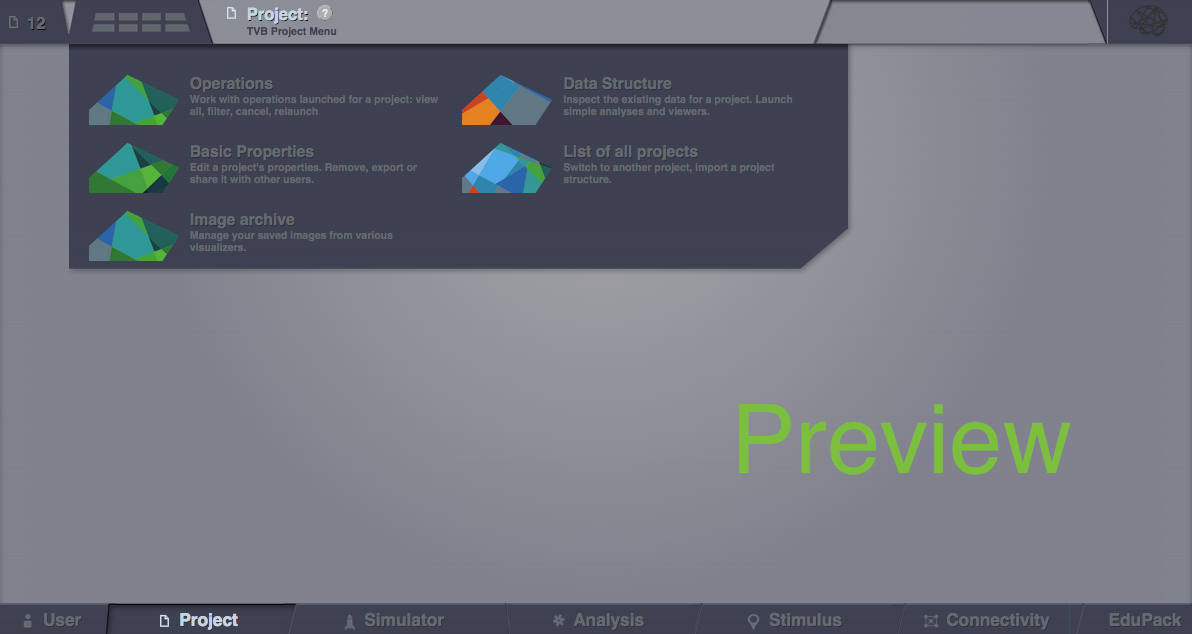 12
Project: ?
TVB Project Menu
Operations
Work with operations launched for a project: view
all, filter, cancel, relaunch
Data Structure
Inspect the existing data for a project. Launch
simple analyses and viewers.
Basic Properties
Edit a project's properties. Remove, export or
share it with other users.
List of all projects
Switch to another project, import a project
structure.
Image archive
Manage your saved images from various
visualizers.
Preview
User Project Simulator Analysis Stimulus Connectivity EduPack